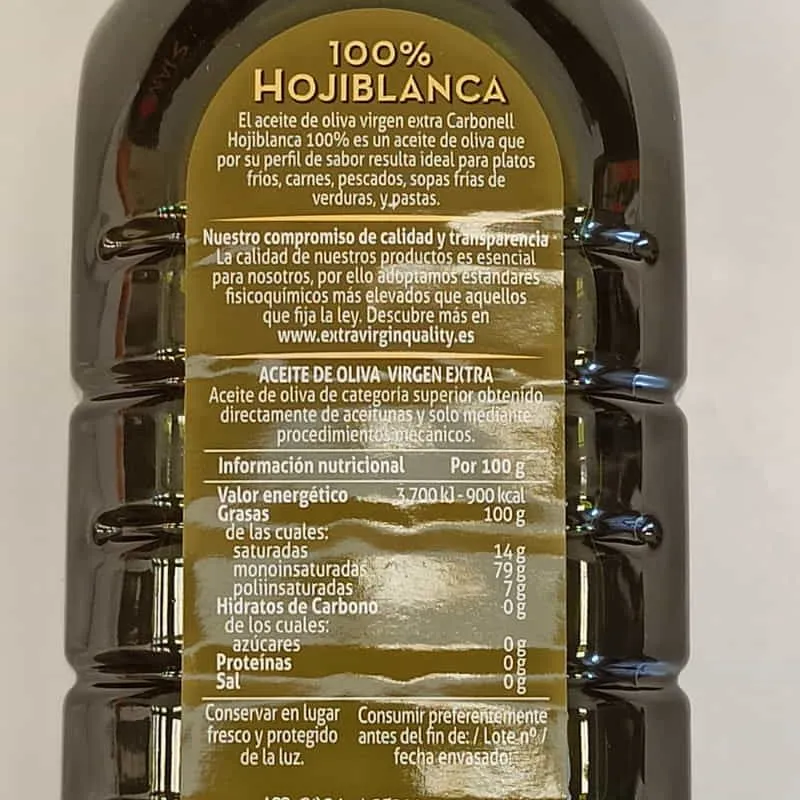 100%
HOJIBLANCA
El aceite de oliva virgen extra Carbonell
Hojiblanca 100% es un aceite de oliva que
por su perfil de sabor resulta ideal para platos
fríos, carnes, pescados, sopas frías de
verduras, y pastas.
Nuestro compromiso de calidad y transparencia
La calidad de nuestros productos es esencial
para nosotros, por ello adoptamos estándares
fisicoquímicos más elevados que aquellos
que fija la ley. Descubre más en
www.extravirginquality.es
ACEITE DE OLIVA VIRGEN EXTRA
Aceite de oliva de categoría superior obtenido
directamente de aceitunas y solo mediante
procedimientos mecánicos.
Información nutricional Por 100 g
Valor energético 3.700 kJ - 900 kcal
Grasas 100 g
de las cuales:
saturadas 14 g
monoinsaturadas 79 g
poliinsaturadas 7 g
Hidratos de Carbono 0 g
de los cuales:
azúcares 0 g
Proteínas 0 g
Sal 0 g
Conservar en lugar
fresco y protegido
de la luz.
Consumir preferentemente
antes del fin de: / Lote nº /
fecha envasado: